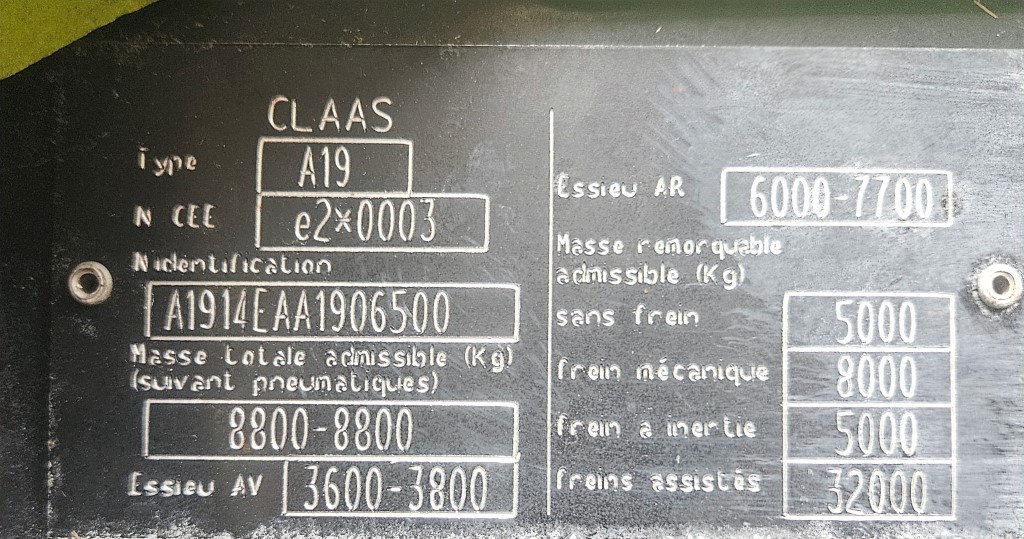 CLAAS
Type A19
N CEE e2*0003
N identification
A1914EAA1906500
Masse totale admissible (Kg)
(suivant pneumatiques)
8800-8800
Essieu AV 3600-3800
Essieu AR 6000-7700
Masse remorquable
admissible (Kg)
sans frein 5000
frein mécanique 8000
frein a inertie 5000
freins assistés 32000